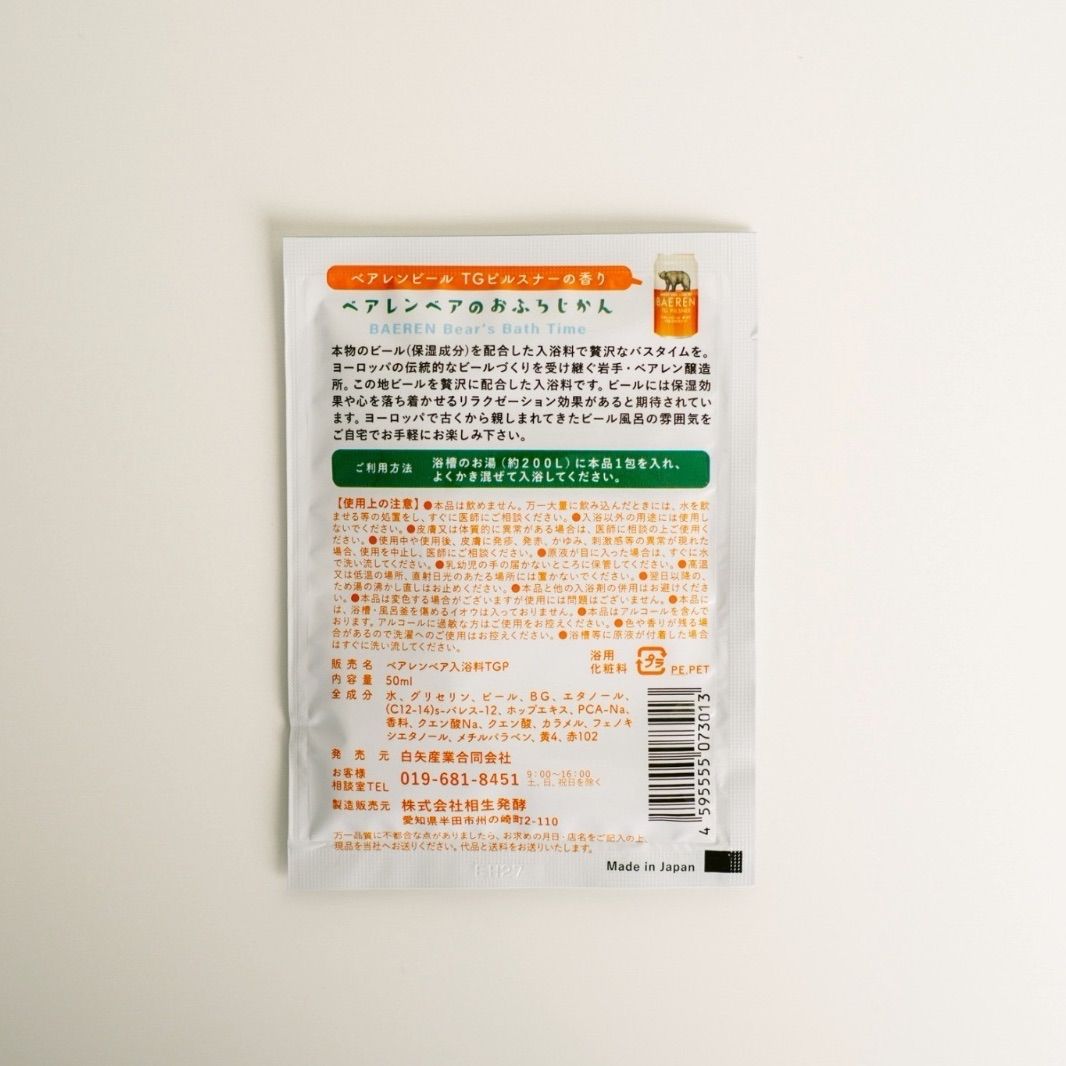 ベアレンビール TGピルスナーの香り
ベアレンベアのおふろじかん
BAEREN Bear's Bath Time
BAEREN
TG PILSNER
本物のビール(保湿成分)を配合した入浴料で贅沢なバスタイムを。
ヨーロッパの伝統的なビールづくりを受け継ぐ岩手・ベアレン醸造
所。この地ビールを贅沢に配合した入浴料です。ビールには保湿効
果や心を落ち着かせるリラクゼーション効果があると期待されてい
ます。ヨーロッパで古くから親しまれてきたビール風呂の雰囲気を
ご自宅でお手軽にお楽しみ下さい。
ご利用方法 浴槽のお湯(約200L)に本品1包を入れ、
よくかき混ぜて入浴してください。
【使用上の注意】●本品は飲めません。万一大量に飲み込んだときには、水を飲
ませる等の処置をし、すぐに医師にご相談ください。●入浴以外の用途には使用し
ないでください。●皮膚又は体質的に異常がある場合は、医師に相談の上ご使用く
ださい。●使用中や使用後、皮膚に発疹、発赤、かゆみ、刺激感等の異常が現れた
場合、使用を中止し、医師にご相談ください。●原液が目に入った場合は、すぐに水
で洗い流してください。●乳幼児の手の届かないところに保管してください。●高温
又は低温の場所、直射日光のあたる場所には置かないでください。●翌日以降の、
ため湯の沸かし直しはお止めください。●本品と他の入浴剤の併用はお避けくださ
い。●本品は変色する場合がございますが使用には問題はございません。●本品に
は、浴槽・風呂釜を傷めるイオウは入っておりません。●本品はアルコールを含んで
おります。アルコールに過敏な方はご使用をお控えください。●色や香りが残る場
合があるので洗濯へのご使用はお控えください。●浴槽等に原液が付着した場合
はすぐに洗い流してください。
販売名 ベアレンベア入浴料TGP
内容量 50ml
浴用
化粧料
プラ
PE,PET
全成分 水、グリセリン、ビール、BG、エタノール、
(C12-14)s-パレス-12、ホップエキス、PCA-Na、
香料、クエン酸Na、クエン酸、カラメル、フェノキ
シエタノール、メチルパラベン、黄4、赤102
発売元 白矢産業合同会社
お客様
相談室TEL 019-681-8451 9:00〜16:00
土、日、祝日を除く
製造販売元 株式会社相生発酵
愛知県半田市州の崎町2-110
万一品質に不都合な点がありましたら、お求めの月日・店名をご記入の上
現品を当社へお送りください。代品と送料をお送りいたします。
4 595555 073013
Made in Japan